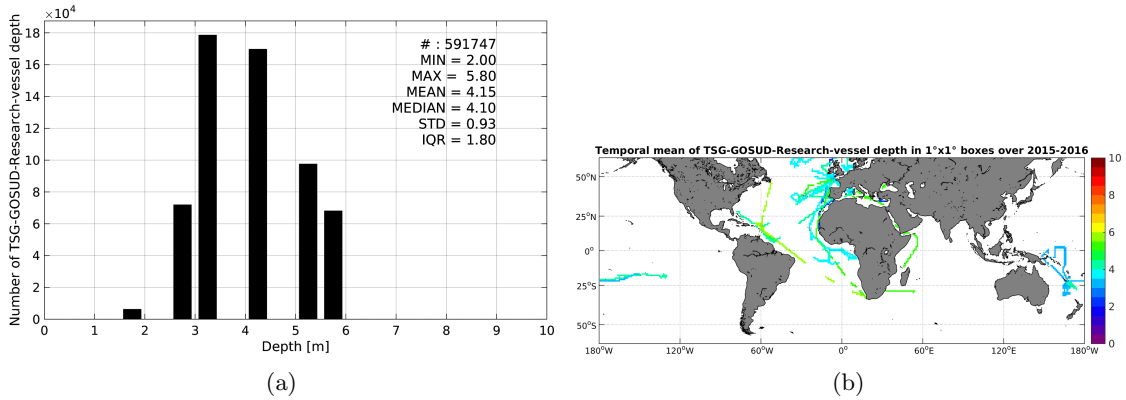 ×10⁴
18
16
14
12
10
8
6
4
2
0
Number of TSG-GOSUD-Research-vessel depth
# : 591747
MIN = 2.00
MAX = 5.80
MEAN = 4.15
MEDIAN = 4.10
STD = 0.93
IQR = 1.80
0 1 2 3 4 5 6 7 8 9 10
Depth [m]
(a)
Temporal mean of TSG-GOSUD-Research-vessel depth in 1°x1° boxes over 2015-2016
50°N
25°N
0°
25°S
50°S
180°W 120°W 60°W 0° 60°E 120°E 180°W
10
8
6
4
2
0
(b)